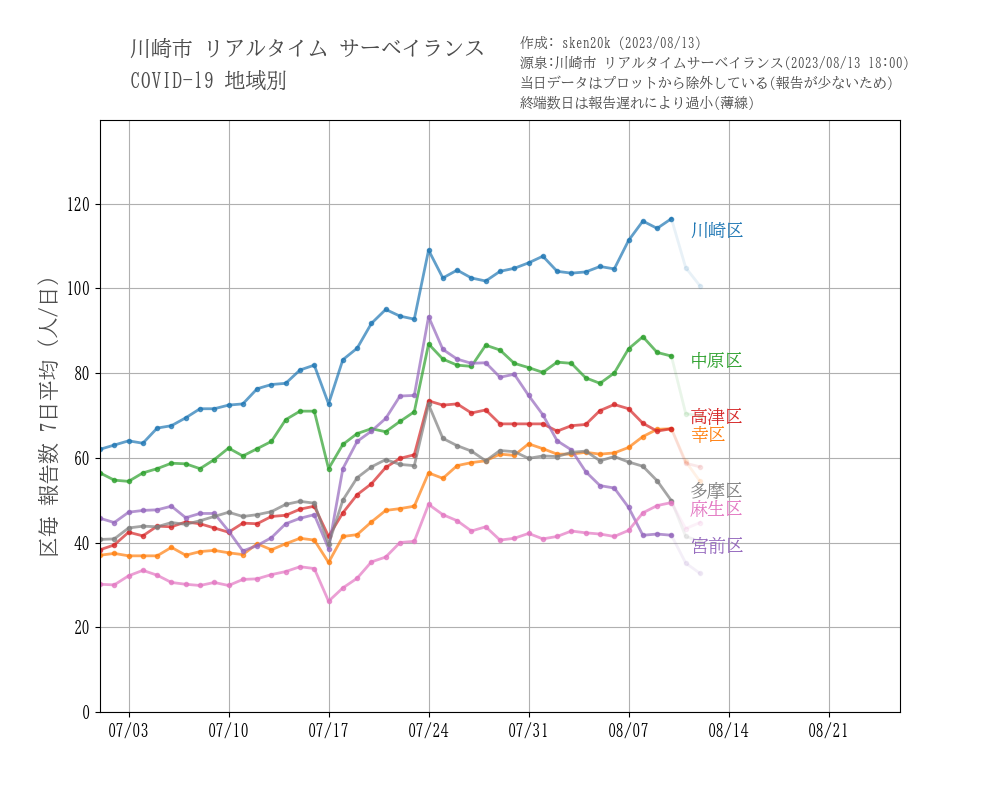 川崎市 リアルタイム サーベイランス
COVID-19 地域別
作成: sken20k (2023/08/13)
源泉:川崎市 リアルタイムサーベイランス(2023/08/13 18:00)
当日データはプロットから除外している(報告が少ないため)
終端数日は報告遅れにより過小(薄線)
区毎 報告数 7日平均 (人/日)
120
100
80
60
40
20
0
川崎区
中原区
高津区
幸区
多摩区
麻生区
宮前区
07/03 07/10 07/17 07/24 07/31 08/07 08/14 08/21